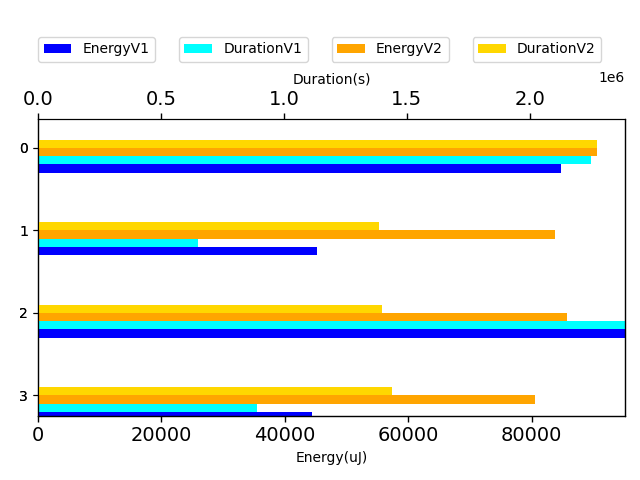 EnergyV1 DurationV1 EnergyV2 DurationV2
Duration(s)
1e6
0.0 0.5 1.0 1.5 2.0
0
1
2
3
0 20000 40000 60000 80000
Energy(uJ)